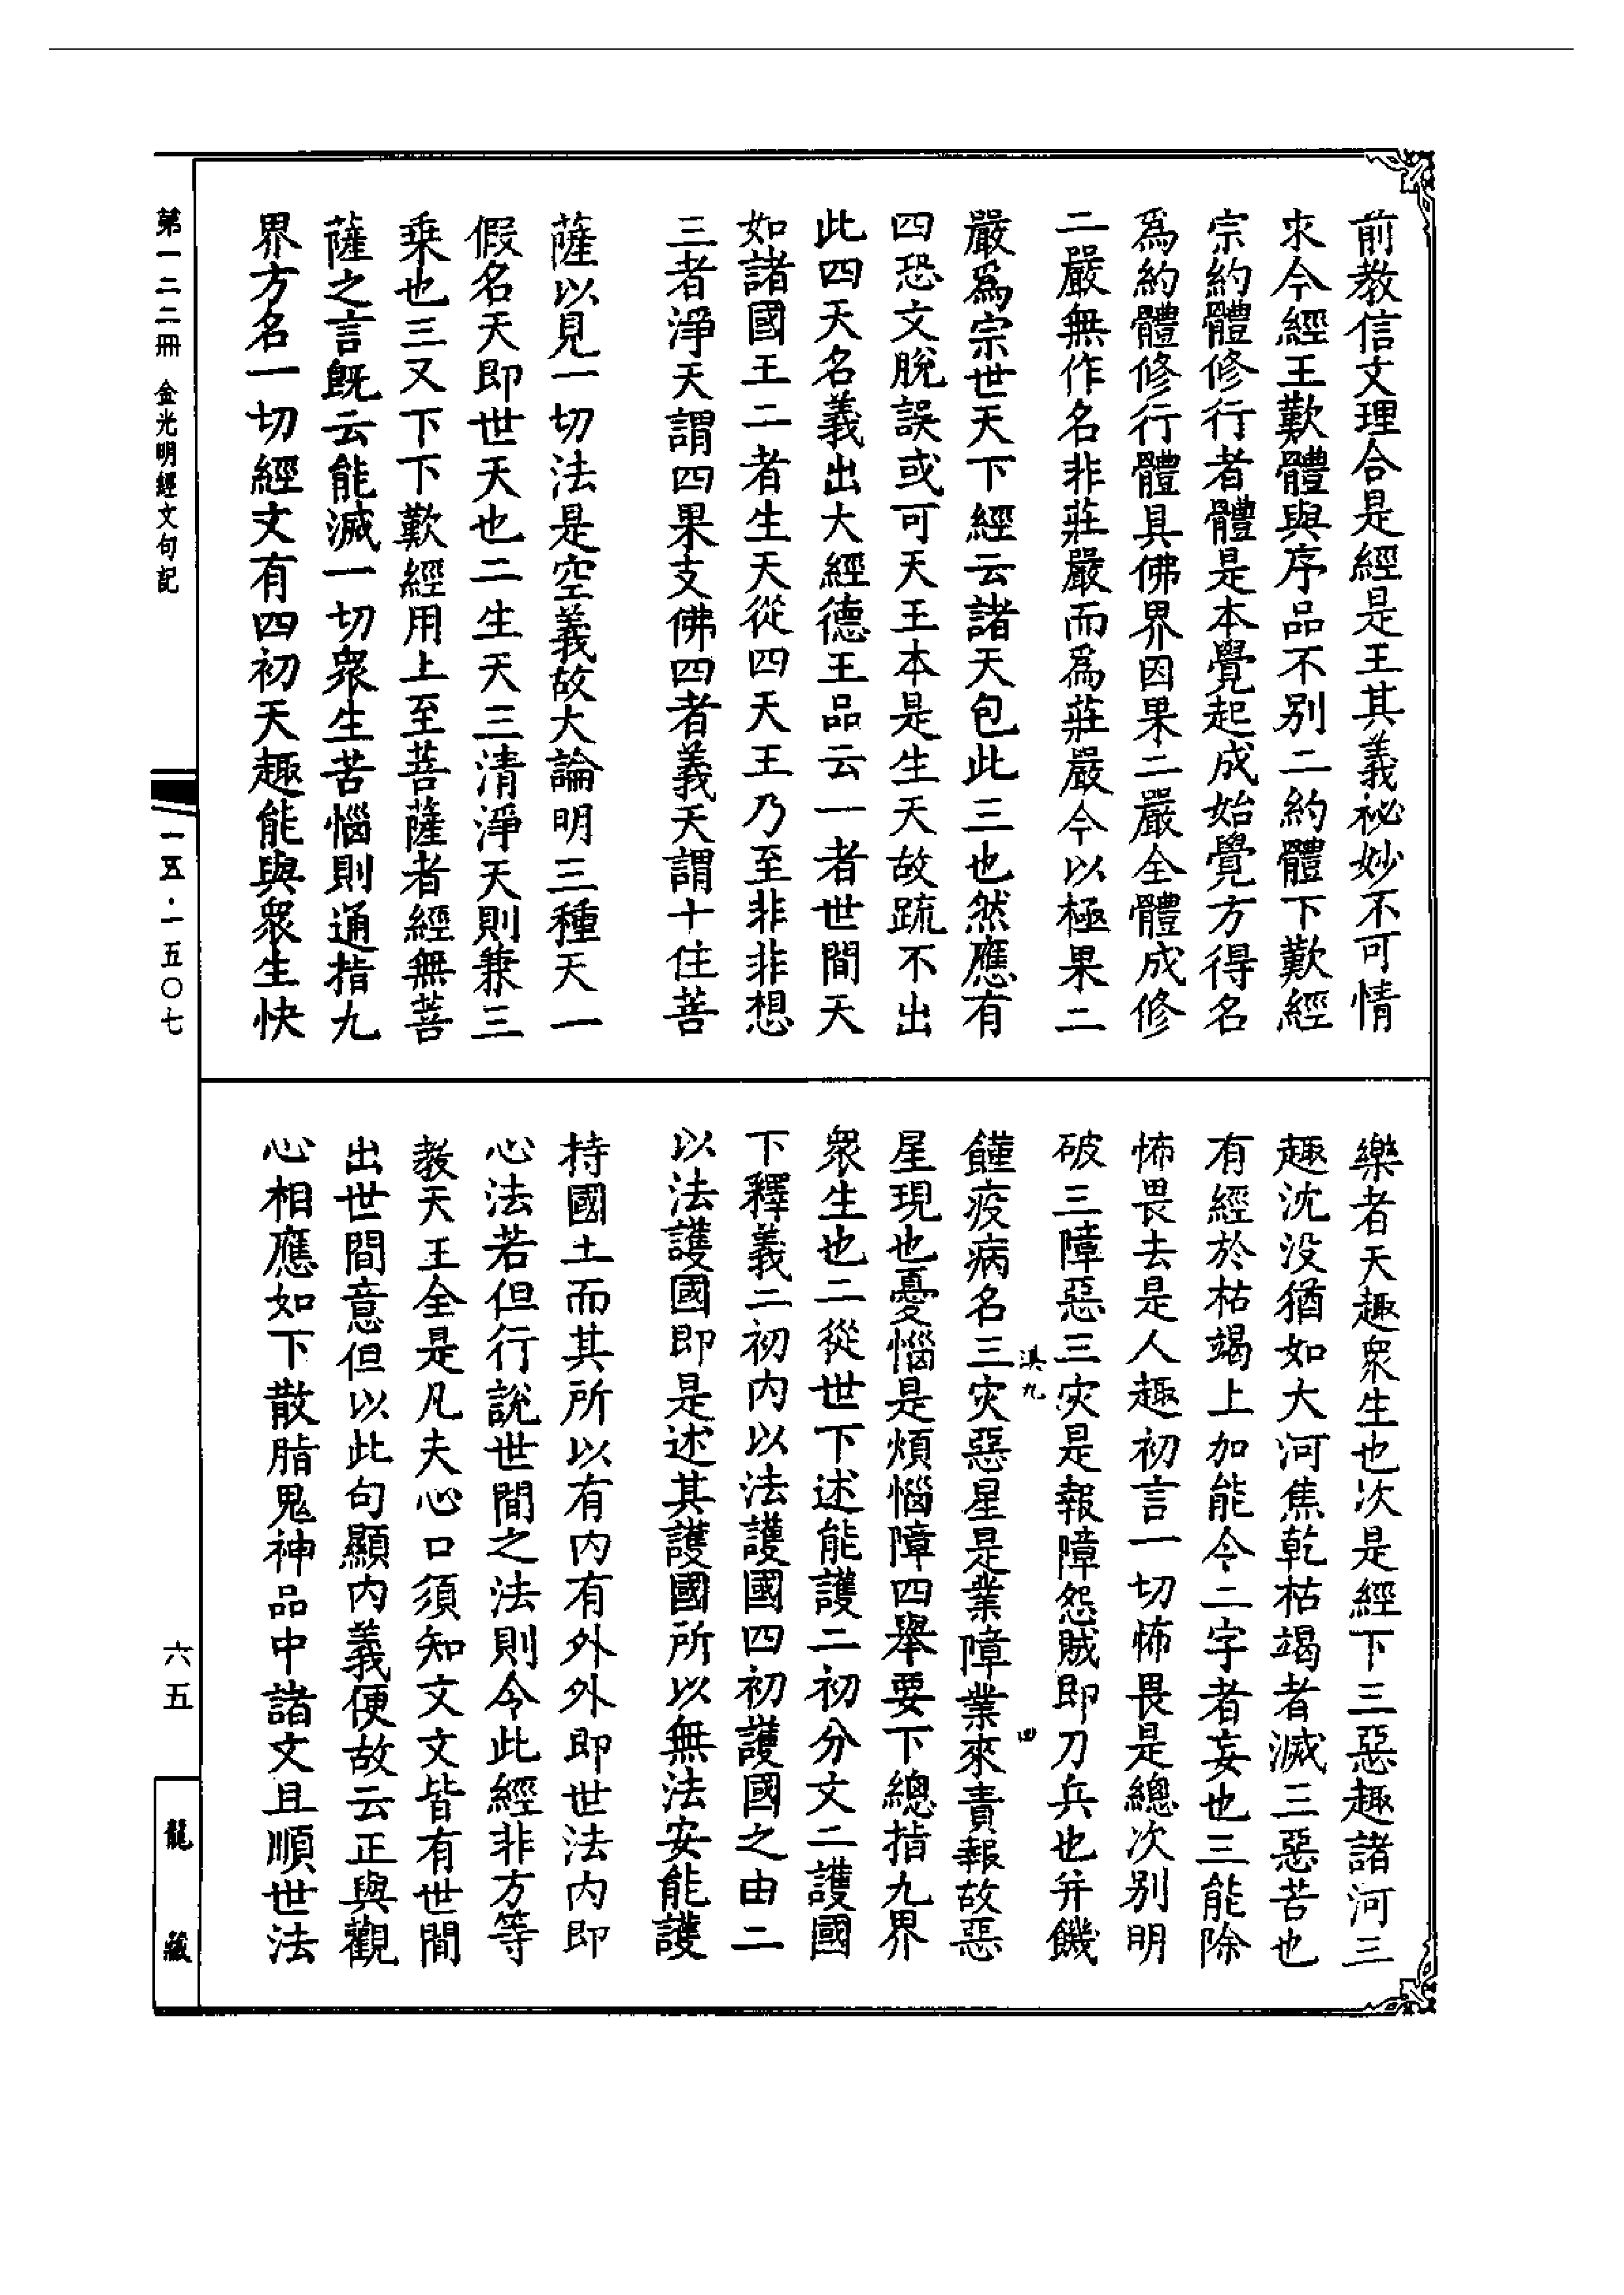 前教信文理合是經是王其義祕妙不可情
求今經王歎體與序品不別二約體下歎經
宗約體修行者體是本覺起成始覺方得名
爲約體修行體具佛界因果二嚴全體成修
二嚴無作名非莊嚴而爲莊嚴今以極果二
嚴爲宗世天下經云諸天包此三也然應有
四恐文脫誤或可天王本是生天故疏不出
此四天名義出大經德王品云一者世間天
如諸國王二者生天從四天王乃至非非想
三者淨天謂四果支佛四者義天謂十住菩
薩以見一切法是空義故大論明三種天一
假名天即世天也二生天三清淨天則兼三
乗也三又下下歎經用上至菩薩者經無菩
薩之言旣云能滅一切衆生苦惱則通指九
界方名一切經文有四初天趣能與衆生快
樂者天趣衆生也次是經下三惡趣諸河三
趣沈没猶如大河焦乾枯竭者滅三惡苦也
有經於枯竭上加能令二字者妄也三能除
怖畏去是人趣初言一切怖畏是總次別明
破三障惡三灾是報障怨賊即刀兵也并饑
滇九
四
饉疫病名三灾惡星是業障業來責報故惡
星現也憂惱是煩惱障四舉要下總指九界
衆生也二從世下述能護二初分文二護國
下釋義二初内以法護國四初護國之由二
以法護國即是述其護國所以無法安能護
持國土而其所以有内有外外即世法内即
心法若但行說世間之法則令此經非方等
教天王全是凡夫心口須知文文皆有世間
出世間意但以此句顯内義便故云正與觀
心相應如下散脂鬼神品中諸文且順世法
第一二二冊 金光明經文句記
一五·一五〇七
六五
龍藏